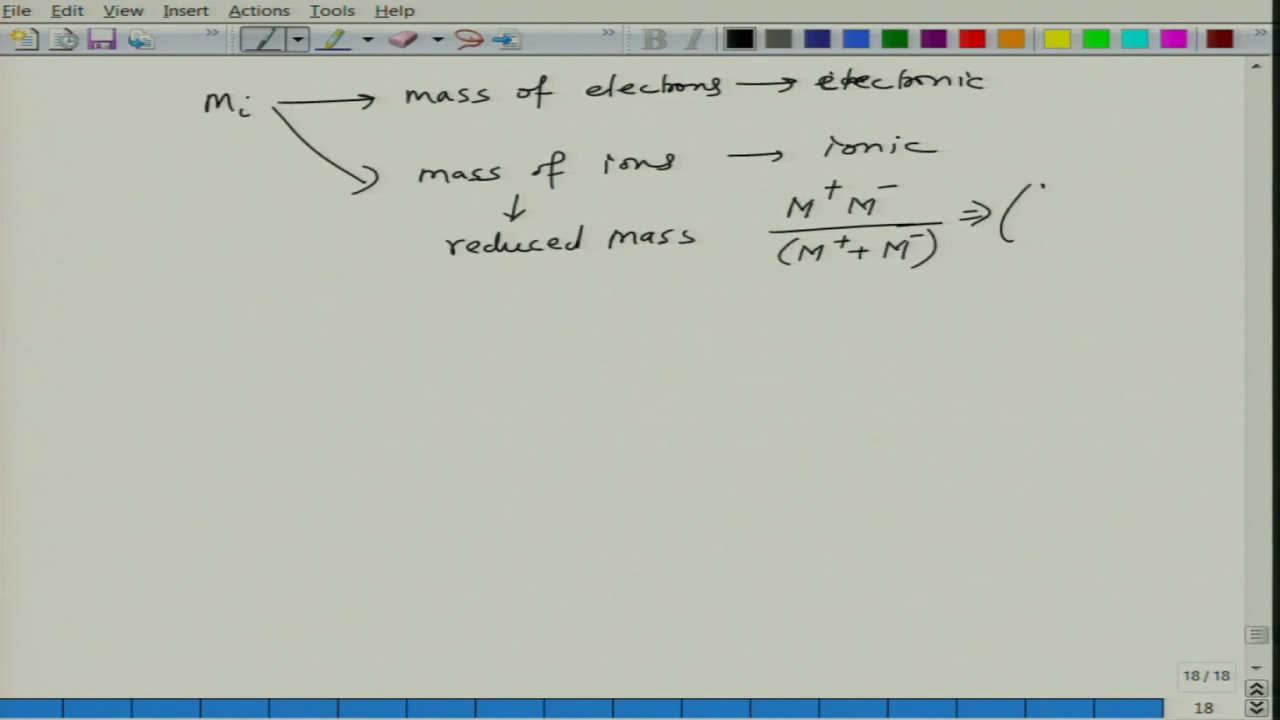 File Edit View Insert Actions Tools Help
B I
mi → mass of electrons → electronic
mass of ions → ionic
↓
reduced mass M⁺M⁻ / (M⁺ + M⁻) ⇒ (
18 / 18
18